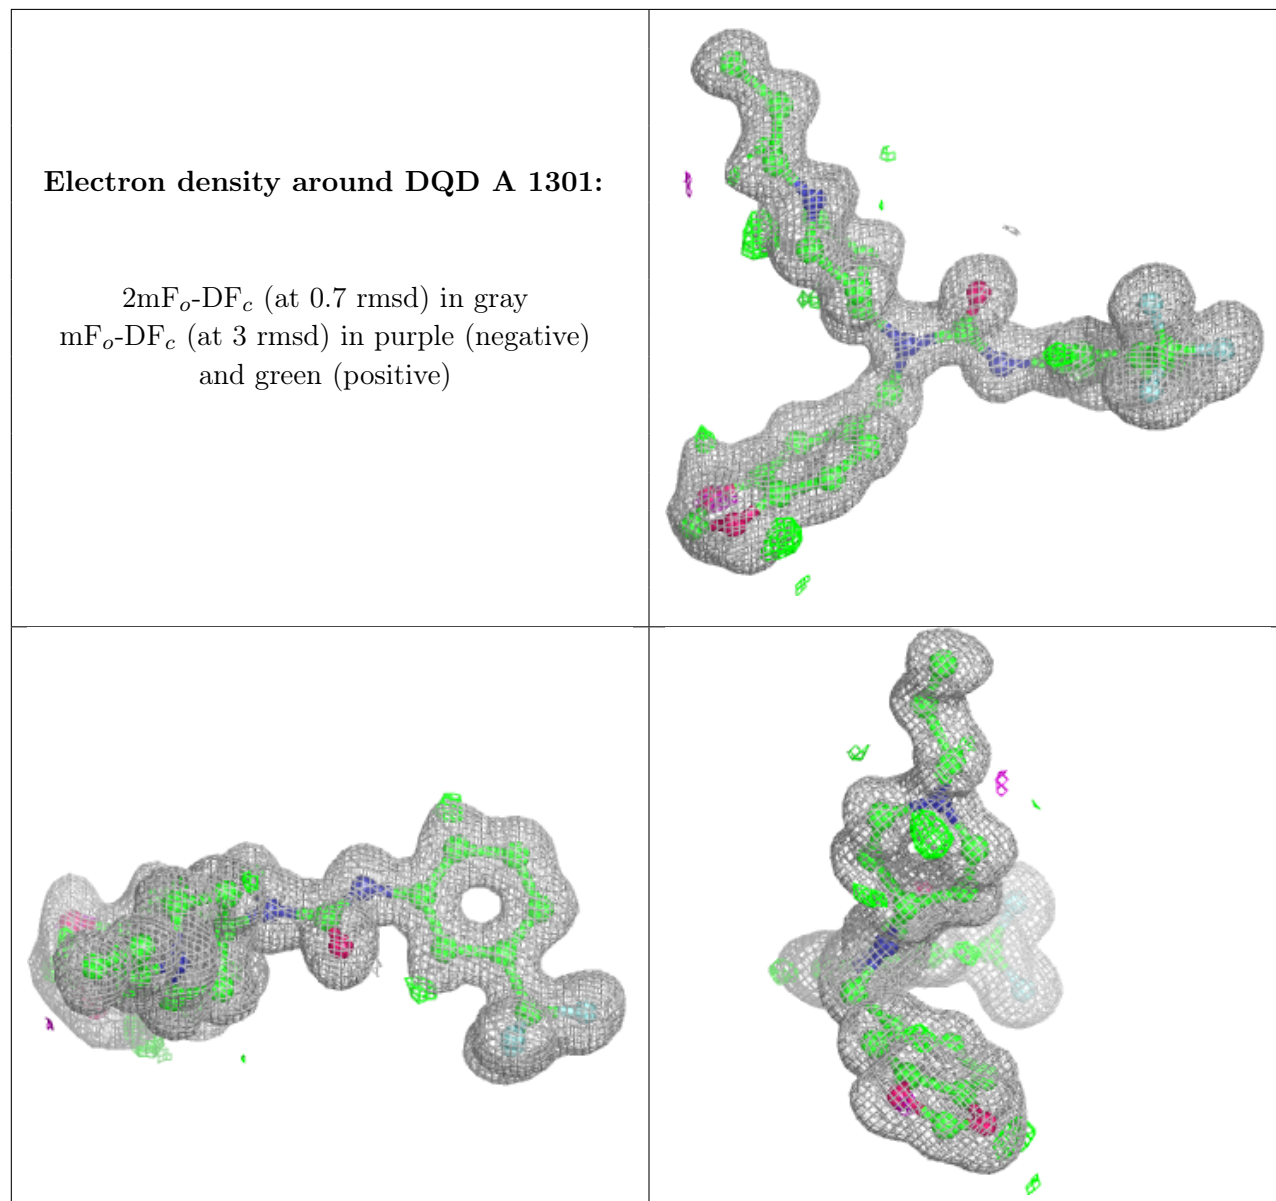 Electron density around DQD A 1301:
2mFₒ-DF𝒸 (at 0.7 rmsd) in gray
mFₒ-DF𝒸 (at 3 rmsd) in purple (negative)
and green (positive)